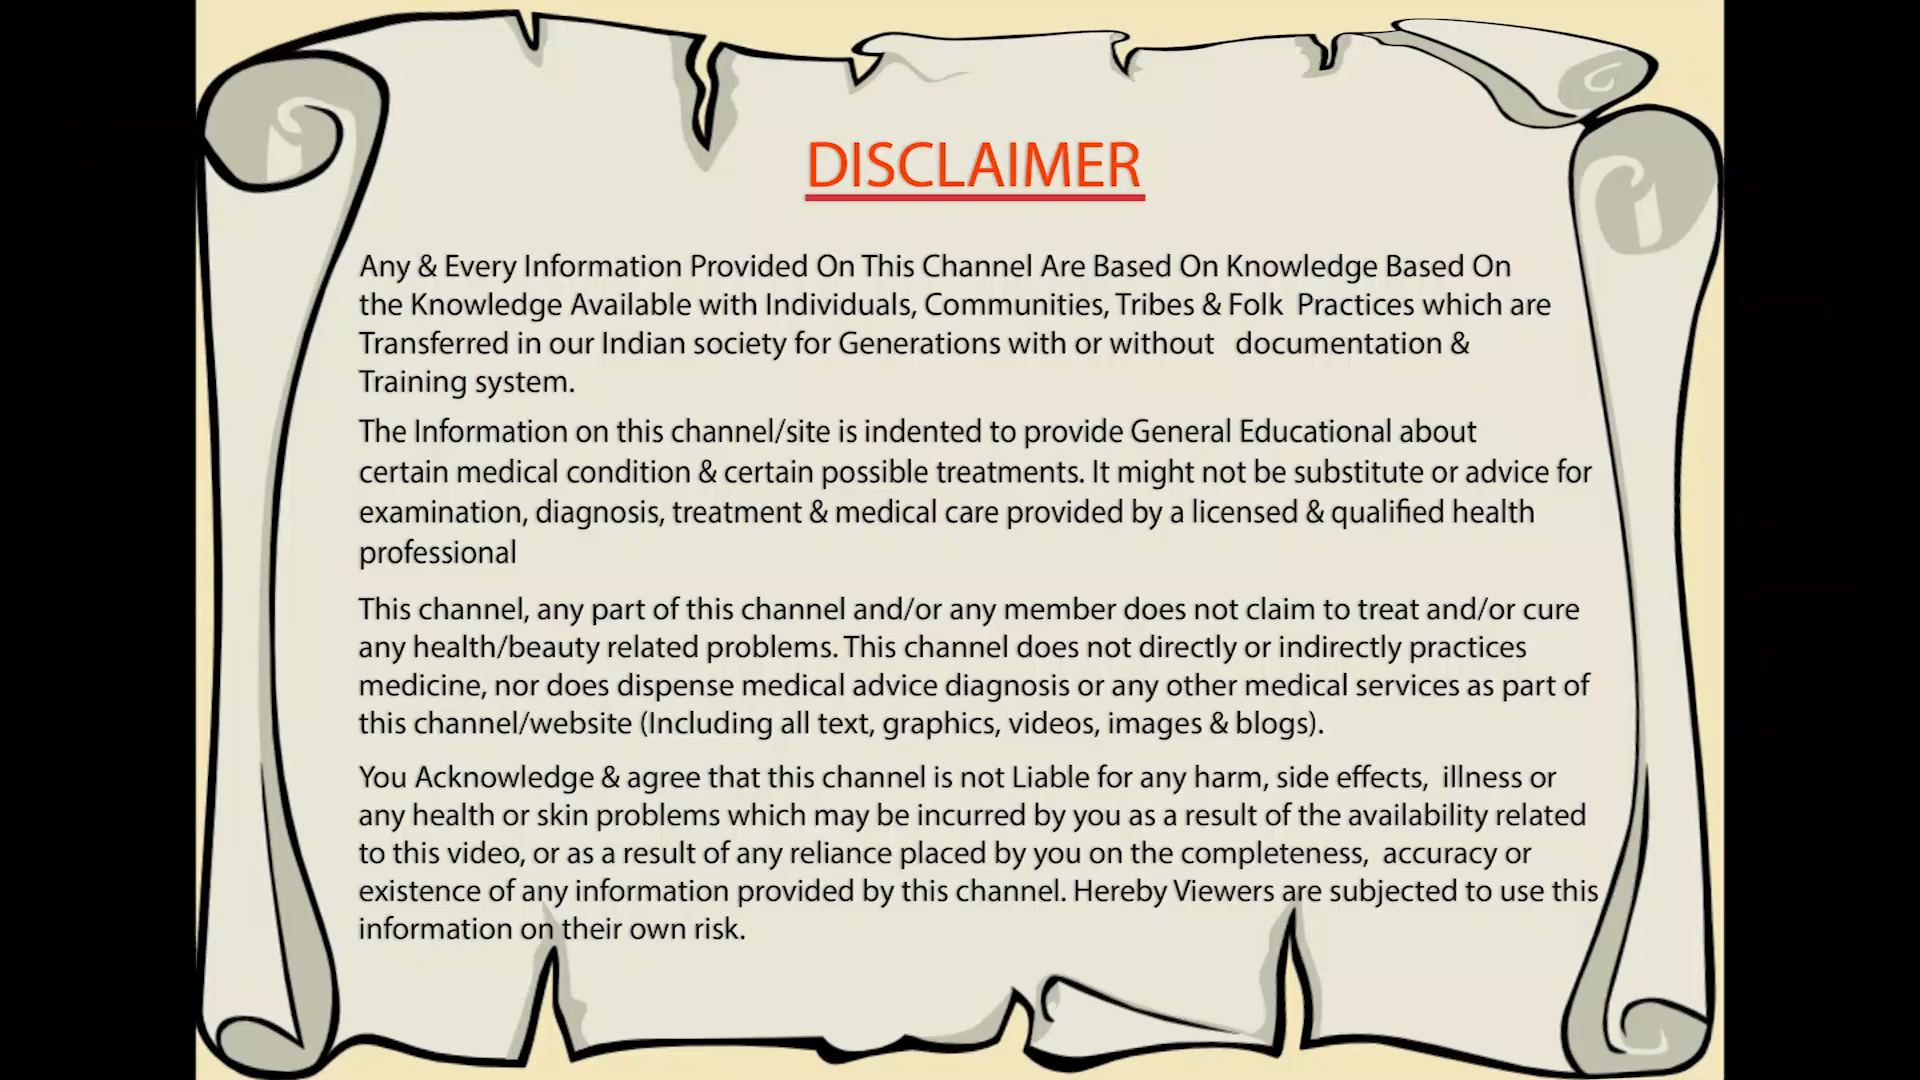 DISCLAIMER
Any & Every Information Provided On This Channel Are Based On Knowledge Based On
the Knowledge Available with Individuals, Communities, Tribes & Folk Practices which are
Transferred in our Indian society for Generations with or without documentation &
Training system.
The Information on this channel/site is indented to provide General Educational about
certain medical condition & certain possible treatments. It might not be substitute or advice for
examination, diagnosis, treatment & medical care provided by a licensed & qualified health
professional
This channel, any part of this channel and/or any member does not claim to treat and/or cure
any health/beauty related problems. This channel does not directly or indirectly practices
medicine, nor does dispense medical advice diagnosis or any other medical services as part of
this channel/website (Including all text, graphics, videos, images & blogs).
You Acknowledge & agree that this channel is not Liable for any harm, side effects, illness or
any health or skin problems which may be incurred by you as a result of the availability related
to this video, or as a result of any reliance placed by you on the completeness, accuracy or
existence of any information provided by this channel. Hereby Viewers are subjected to use this
information on their own risk.